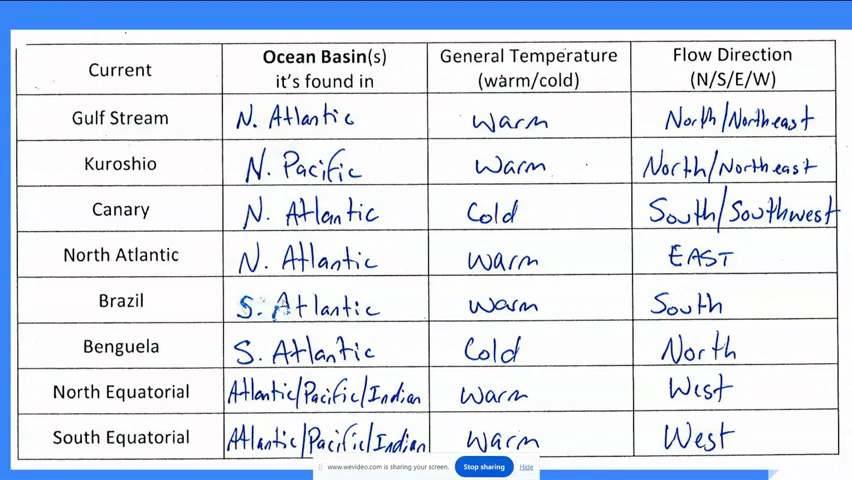 Current Ocean Basin(s) it's found in General Temperature (warm/cold) Flow Direction (N/S/E/W)
Gulf Stream N. Atlantic warm North/Northeast
Kuroshio N. Pacific warm North/Northeast
Canary N. Atlantic Cold South/Southwest
North Atlantic N. Atlantic warm EAST
Brazil S. Atlantic warm South
Benguela S. Atlantic Cold North
North Equatorial Atlantic/Pacific/Indian warm West
South Equatorial Atlantic/Pacific/Indian warm West
www.wevideo.com is sharing your screen. Stop sharing Hide